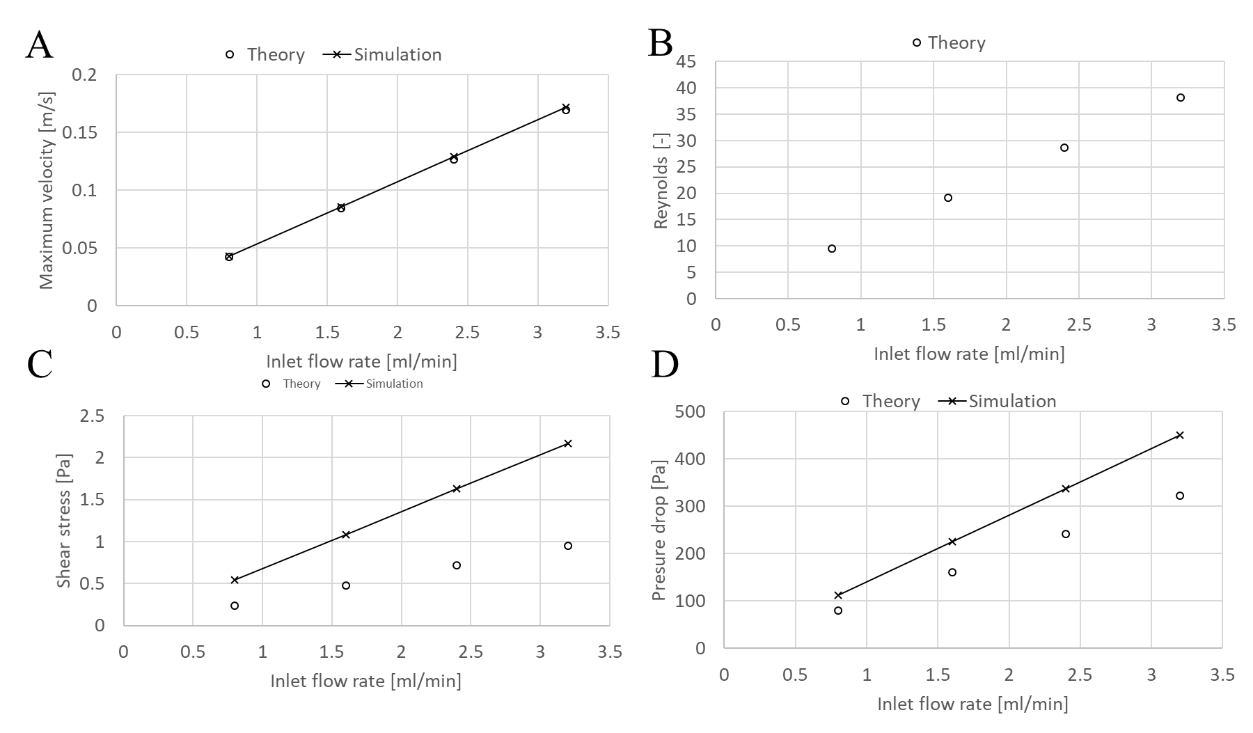 A
Theory Simulation
Maximum velocity [m/s]
0.2
0.15
0.1
0.05
0
0 0.5 1 1.5 2 2.5 3 3.5
Inlet flow rate [ml/min]
B
Theory
Reynolds [-]
45
40
35
30
25
20
15
10
5
0
0 0.5 1 1.5 2 2.5 3 3.5
Inlet flow rate [ml/min]
C
Theory Simulation
Shear stress [Pa]
2.5
2
1.5
1
0.5
0
0 0.5 1 1.5 2 2.5 3 3.5
Inlet flow rate [ml/min]
D
Theory Simulation
Presure drop [Pa]
500
400
300
200
100
0
0 0.5 1 1.5 2 2.5 3 3.5
Inlet flow rate [ml/min]